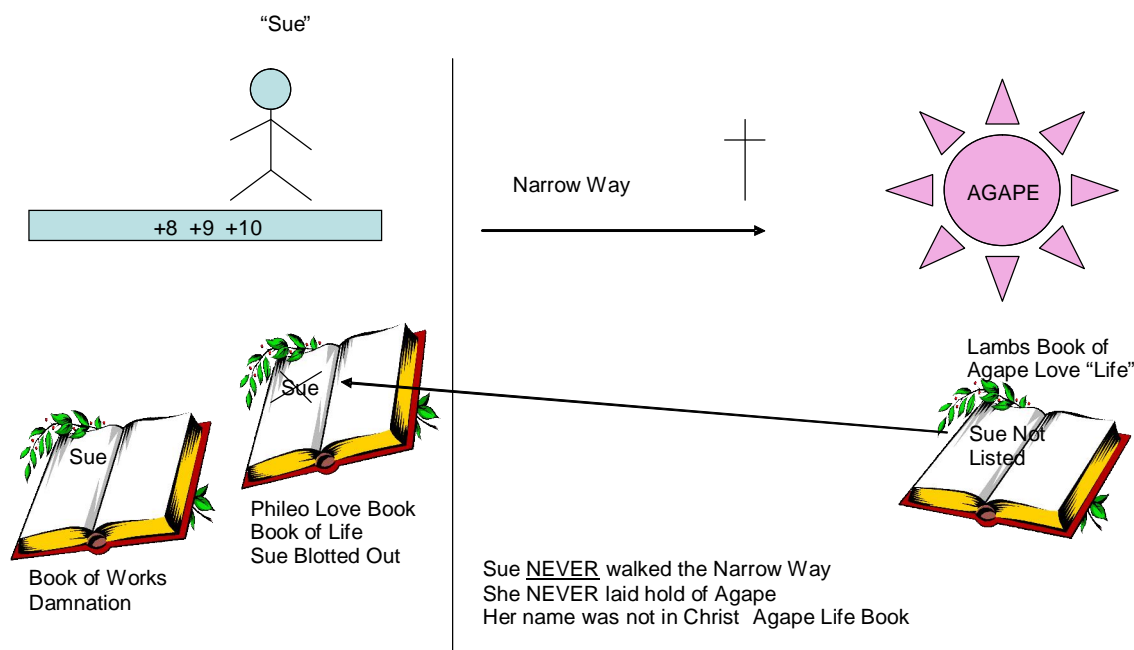 “Sue”
Narrow Way
AGAPE
+8 +9 +10
Lambs Book of
Agape Love “Life”
Sue
Sue Not
Listed
Sue
Phileo Love Book
Book of Life
Sue Blotted Out
Book of Works
Damnation
Sue NEVER walked the Narrow Way
She NEVER laid hold of Agape
Her name was not in Christ Agape Life Book